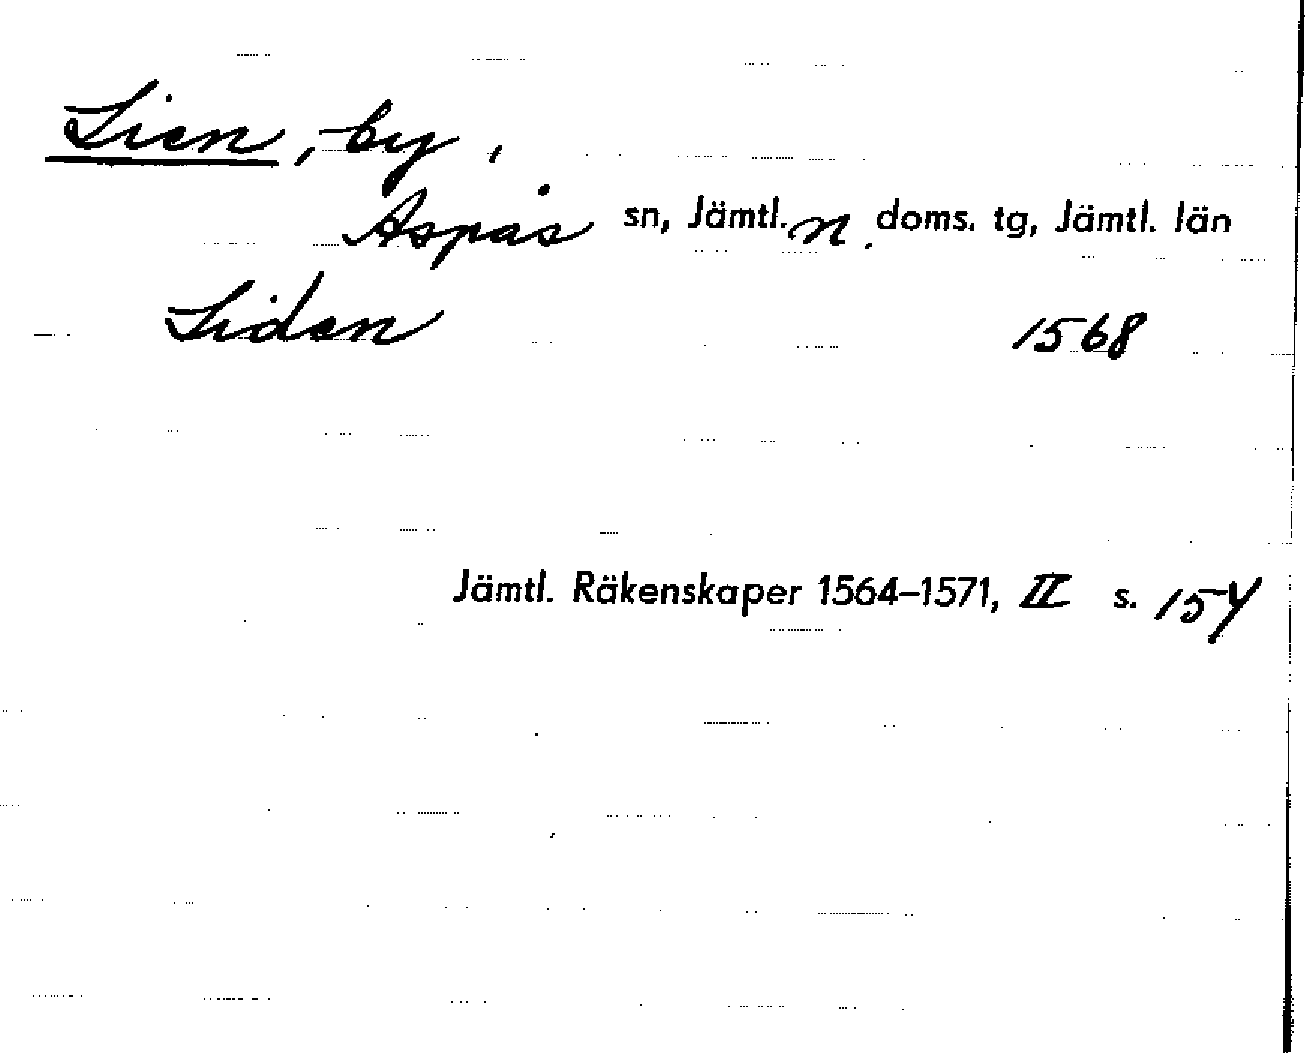 Lien, by,
Aspås sn, Jämtl. n. doms. tg, Jämtl. län
Liden 1568
Jämtl. Räkenskaper 1564–1571, II s. 154